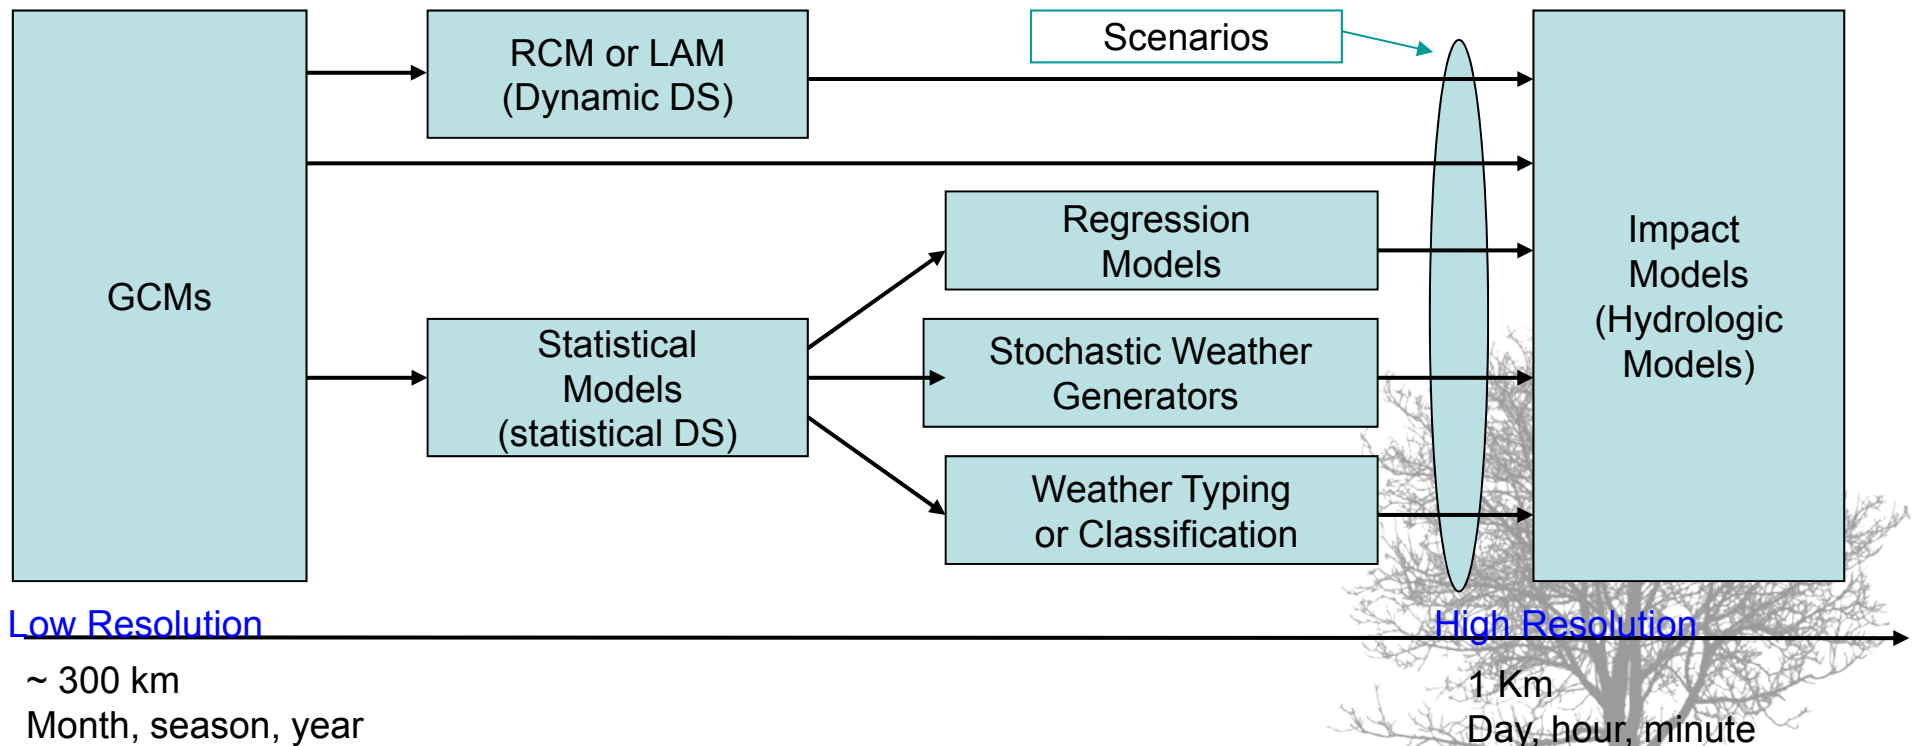 GCMs
RCM or LAM
(Dynamic DS)
Scenarios
Regression
Models
Statistical
Models
(statistical DS)
Stochastic Weather
Generators
Weather Typing
or Classification
Impact
Models
(Hydrologic
Models)
Low Resolution
High Resolution
~ 300 km
Month, season, year
1 Km
Day, hour, minute